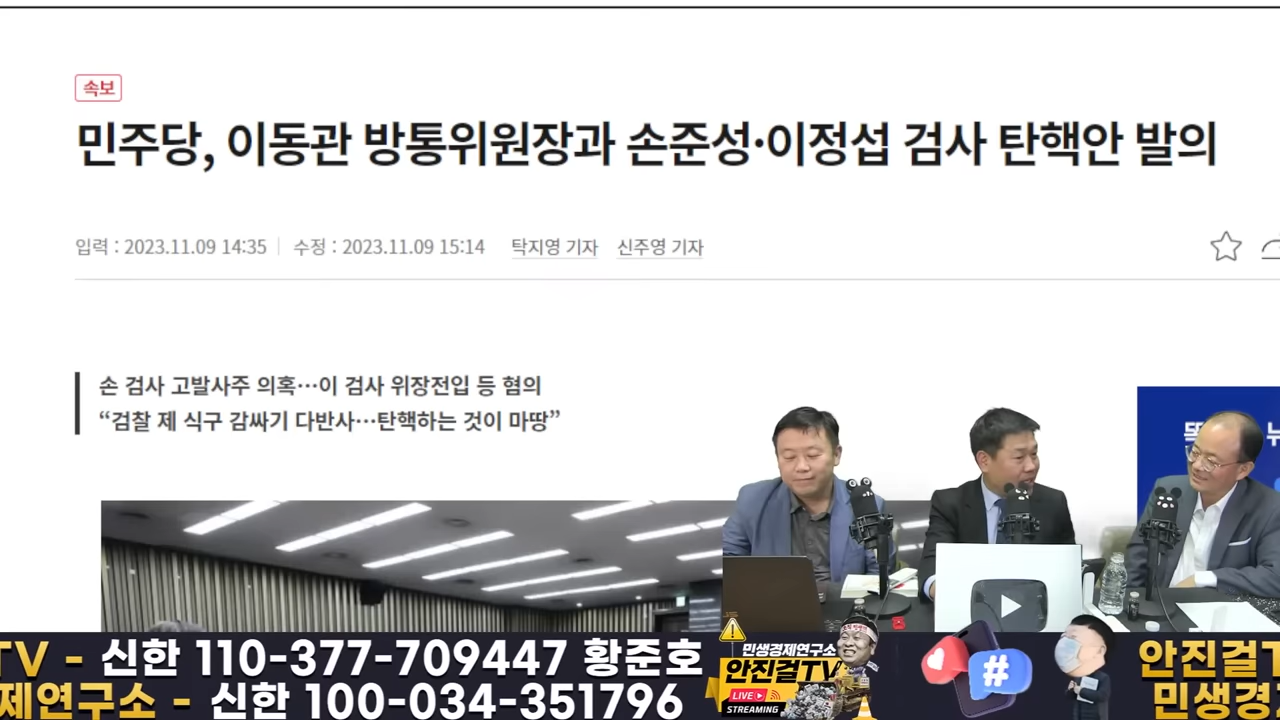 속보
민주당, 이동관 방통위원장과 손준성·이정섭 검사 탄핵안 발의
입력 : 2023.11.09 14:35 수정 : 2023.11.09 15:14 탁지영 기자 신주영 기자
손 검사 고발사주 의혹…이 검사 위장전입 등 혐의
“검찰 제 식구 감싸기 다반사…탄핵하는 것이 마땅”
TV - 신한 110-377-709447 황준호
제연구소 - 신한 100-034-351796
민생경제연구소
안진걸TV
LIVE
STREAMING
#
안진걸T
민생경